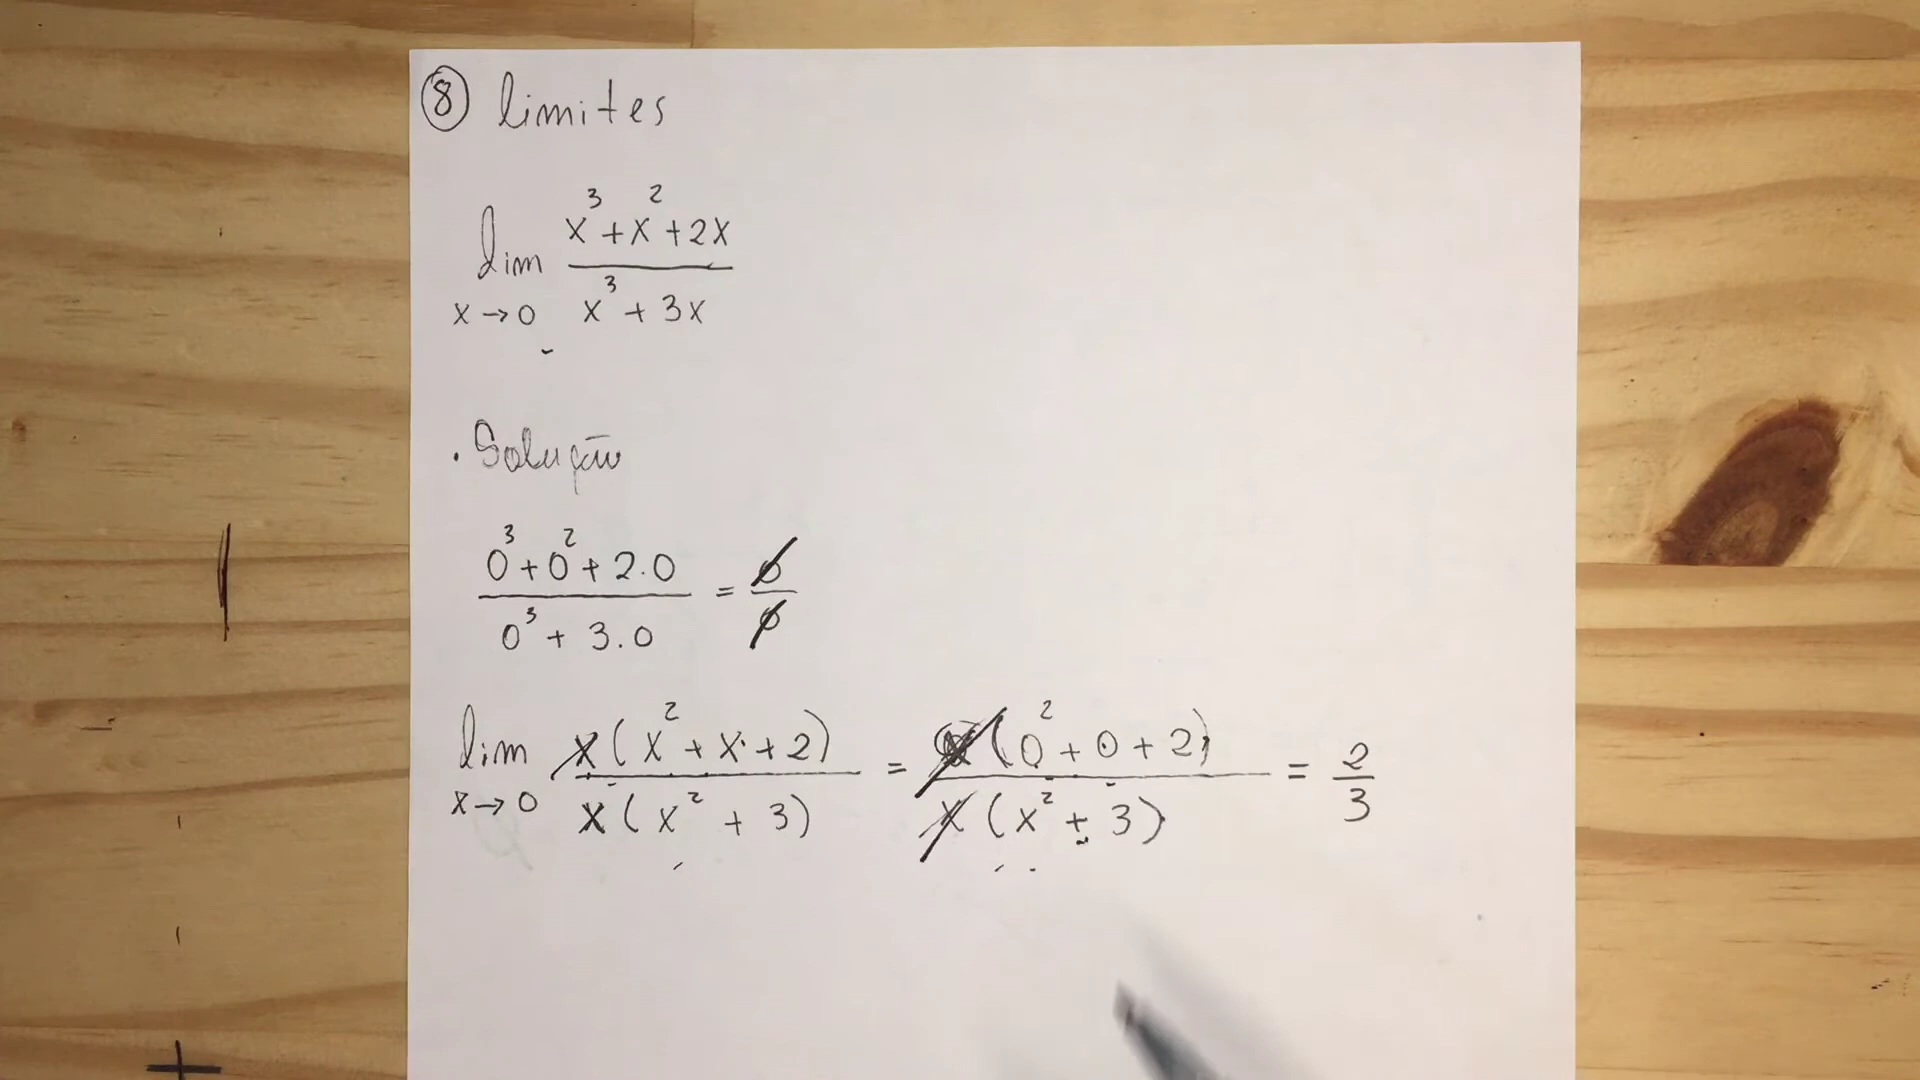 8 limites
lim x→0 (x³+x²+2x)/(x³+3x)
. Solução
(0³+0²+2.0)/(0³+3.0) = 0/0
lim x→0 x(x²+x+2)/x(x²+3) = x(0²+0+2)/x(x²+3) = 2/3